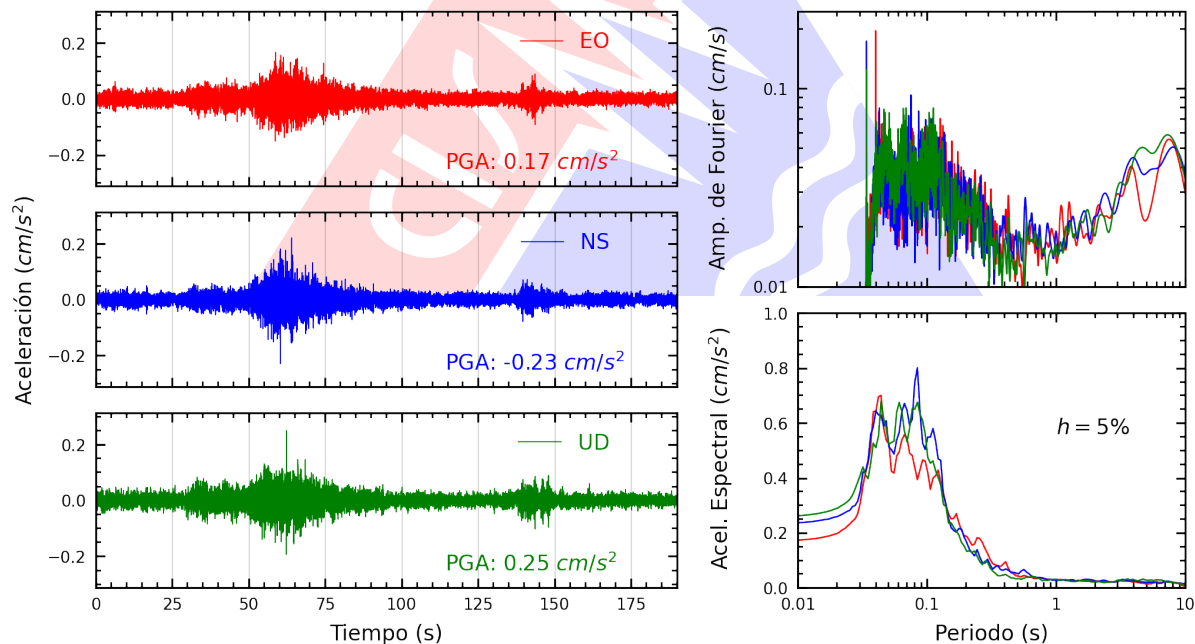 Aceleración (cm/s²)
0.2
0.0
−0.2
EO
PGA: 0.17 cm/s²
0.2
0.0
−0.2
NS
PGA: -0.23 cm/s²
0.2
0.0
−0.2
UD
PGA: 0.25 cm/s²
0 25 50 75 100 125 150 175
Tiempo (s)
Amp. de Fourier (cm/s)
0.1
0.01
Acel. Espectral (cm/s²)
1.0
0.8
0.6
0.4
0.2
0.0
h = 5%
0.01 0.1 1 10
Periodo (s)